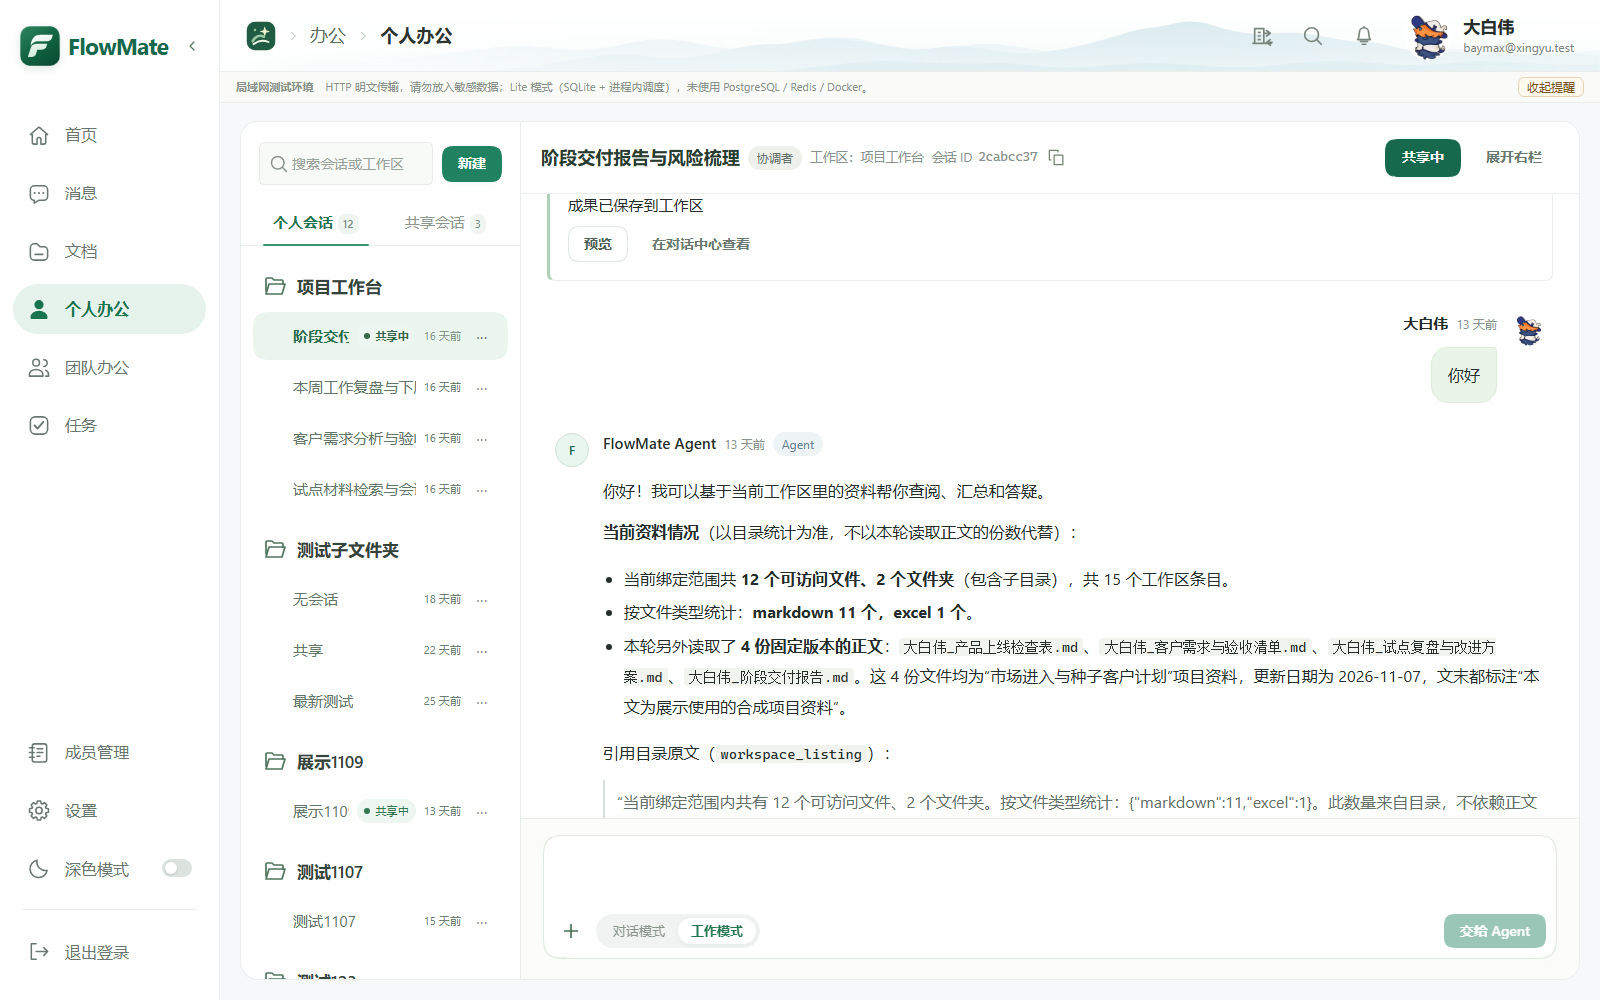 FlowMate
首页
消息
文档
个人办公
团队办公
任务
成员管理
设置
深色模式
退出登录
办公
个人办公
大白伟
baymax@xingyu.test
局域网测试环境 HTTP 明文传输，请勿放入敏感数据；Lite 模式（SQLite + 进程内调度），未使用 PostgreSQL / Redis / Docker。
收起提醒
搜索会话或工作区
新建
个人会话 12
共享会话 3
项目工作台
阶段交付 共享中 16 天前 ...
本周工作复盘与下 16 天前 ...
客户需求分析与验 16 天前 ...
试点材料检索与会 16 天前 ...
测试子文件夹
无会话 18 天前 ...
共享 22 天前 ...
最新测试 25 天前 ...
展示1109
展示110 共享中 13 天前 ...
测试1107
测试1107 15 天前 ...
阶段交付报告与风险梳理 协调者 工作区：项目工作台 会话 ID 2cabcc37
共享中
展开右栏
成果已保存到工作区
预览
在对话中心查看
大白伟 13 天前
你好
F
FlowMate Agent 13 天前 Agent
你好！我可以基于当前工作区里的资料帮你查阅、汇总和答疑。
当前资料情况（以目录统计为准，不以本轮读取正文的份数代替）：
当前绑定范围共 12 个可访问文件、2 个文件夹（包含子目录），共 15 个工作区条目。
按文件类型统计：markdown 11 个，excel 1 个。
本轮另外读取了 4 份固定版本的正文：大白伟_产品上线检查表.md、大白伟_客户需求与验收清单.md、大白伟_试点复盘与改进方
案.md、大白伟_阶段交付报告.md。这 4 份文件均为“市场进入与种子客户计划”项目资料，更新日期为 2026-11-07，文末都标注“本
文为展示使用的合成项目资料”。
引用目录原文（workspace_listing）：
“当前绑定范围内共有 12 个可访问文件、2 个文件夹。按文件类型统计：{"markdown":11,"excel":1}。此数量来自目录，不依赖正文
对话模式
工作模式
交给 Agent